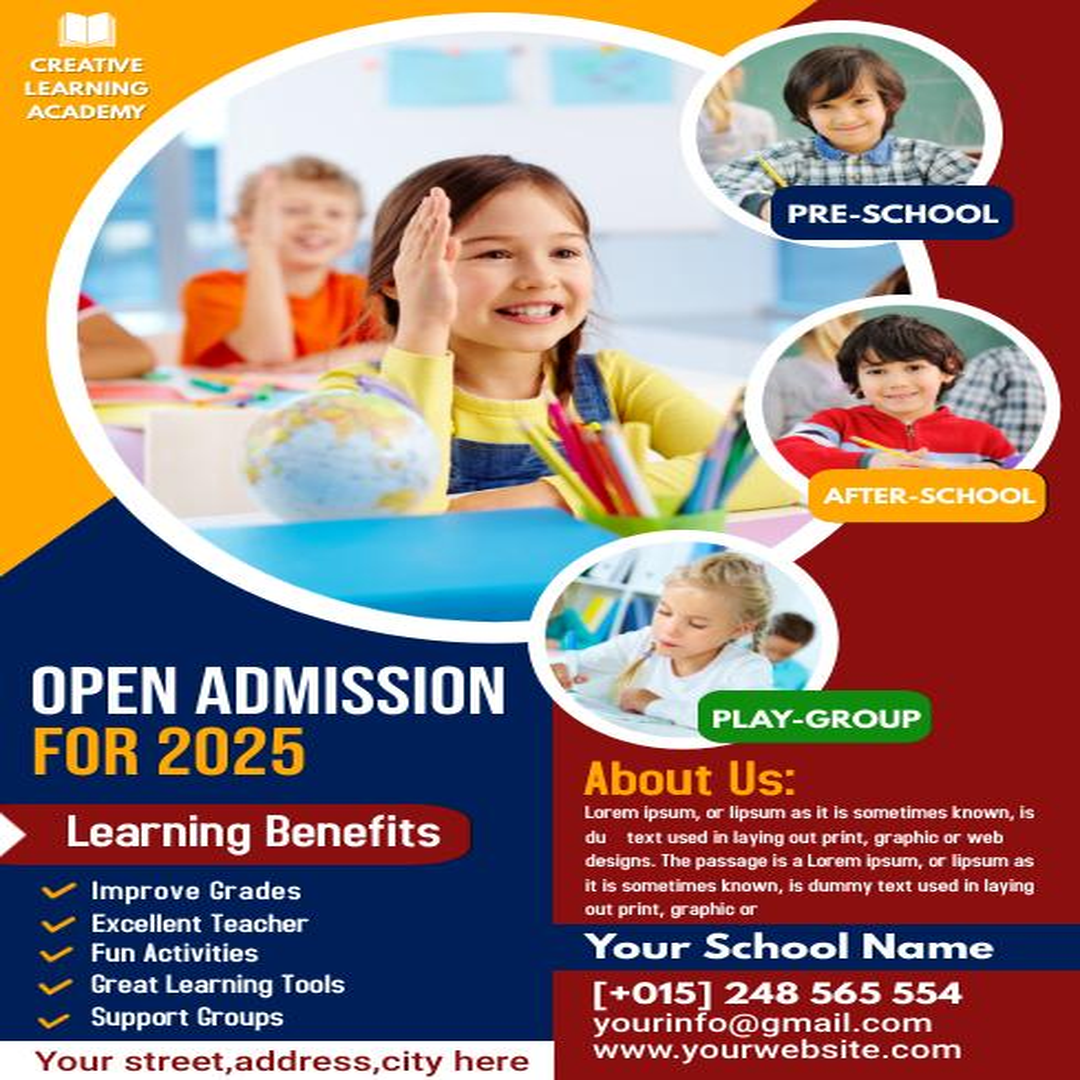 CREATIVE
LEARNING
ACADEMY
PRE-SCHOOL
AFTER-SCHOOL
PLAY-GROUP
OPEN ADMISSION
FOR 2025
Learning Benefits
Improve Grades
Excellent Teacher
Fun Activities
Great Learning Tools
Support Groups
Your street,address,city here
About Us:
Lorem ipsum, or lipsum as it is sometimes known, is
du text used in laying out print, graphic or web
designs. The passage is a Lorem ipsum, or lipsum as
it is sometimes known, is dummy text used in laying
out print, graphic or
Your School Name
[+015] 248 565 554
yourinfo@gmail.com
www.yourwebsite.com